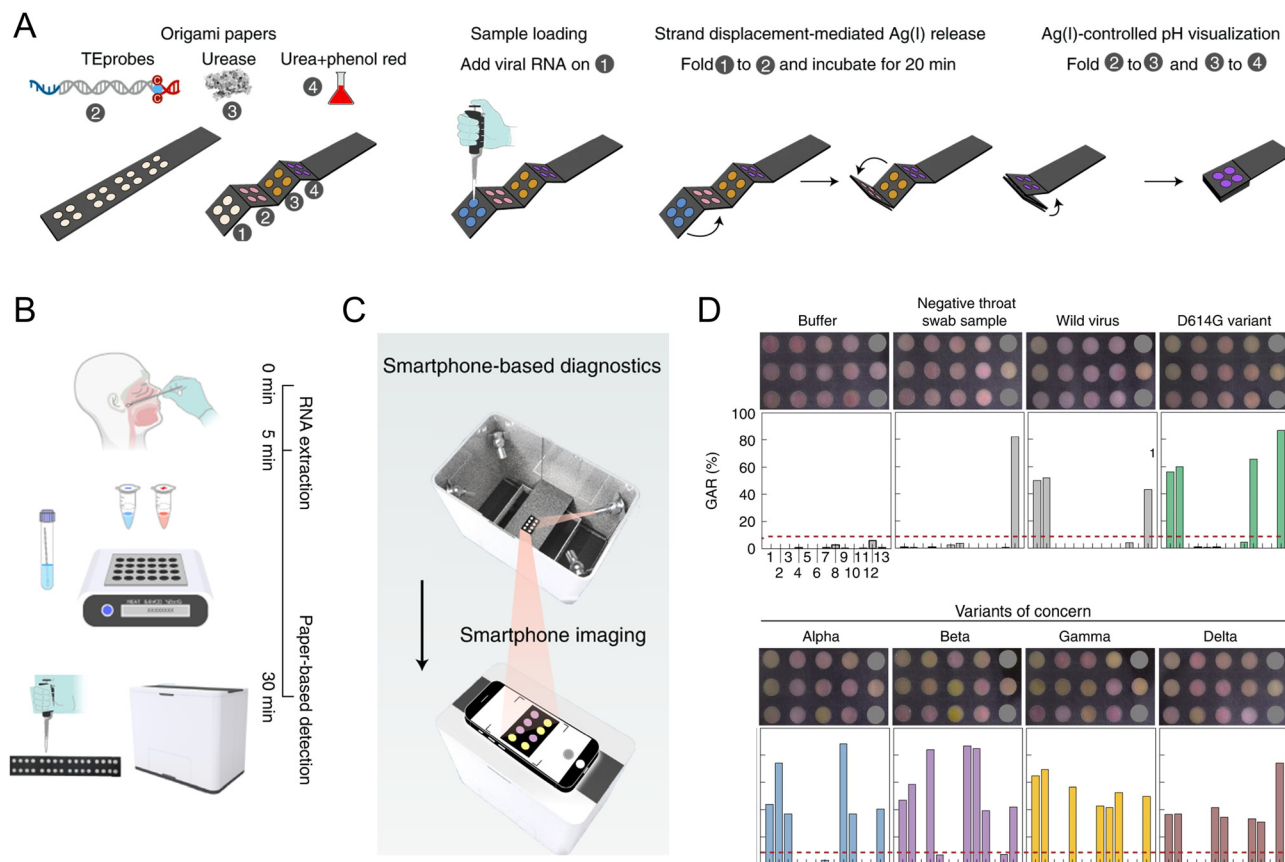 A
Origami papers
TEprobes
Urease
Urea+phenol red
C
C
2
3
4
1
2
3
4
Sample loading
Add viral RNA on 1
Strand displacement-mediated Ag(I) release
Fold 1 to 2 and incubate for 20 min
Ag(I)-controlled pH visualization
Fold 2 to 3 and 3 to 4
B
0 min
5 min
30 min
RNA extraction
Paper-based detection
C
Smartphone-based diagnostics
Smartphone imaging
D
Buffer
Negative throat
swab sample
Wild virus
D614G variant
GAR (%)
100
80
60
40
20
0
1
1 3 5 7 9 11 13
2 4 6 8 10 12
Variants of concern
Alpha
Beta
Gamma
Delta